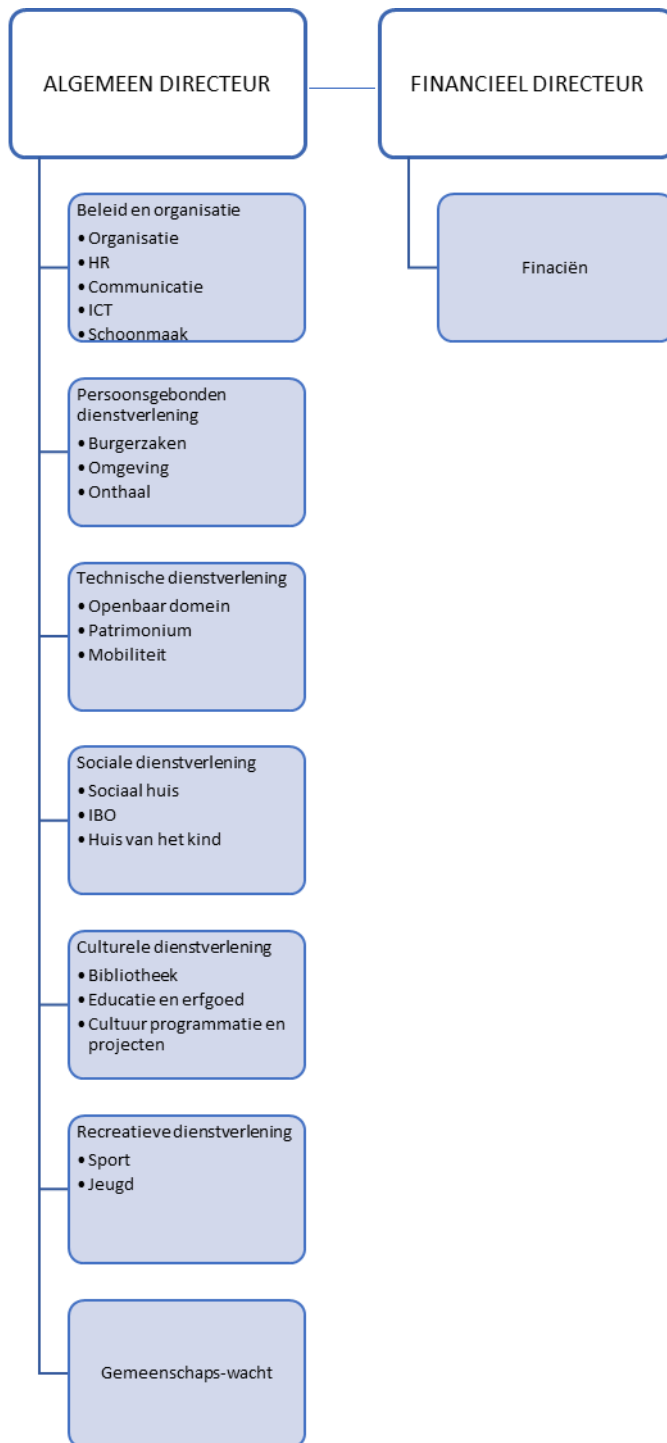 ALGEMEEN DIRECTEUR
FINANCIEEL DIRECTEUR
Beleid en organisatie
• Organisatie
• HR
• Communicatie
• ICT
• Schoonmaak
Finaciën
Persoonsgebonden
dienstverlening
• Burgerzaken
• Omgeving
• Onthaal
Technische dienstverlening
• Openbaar domein
• Patrimonium
• Mobiliteit
Sociale dienstverlening
• Sociaal huis
• IBO
• Huis van het kind
Culturele dienstverlening
• Bibliotheek
• Educatie en erfgoed
• Cultuur programmatie en
projecten
Recreatieve dienstverlening
• Sport
• Jeugd
Gemeenschaps-wacht